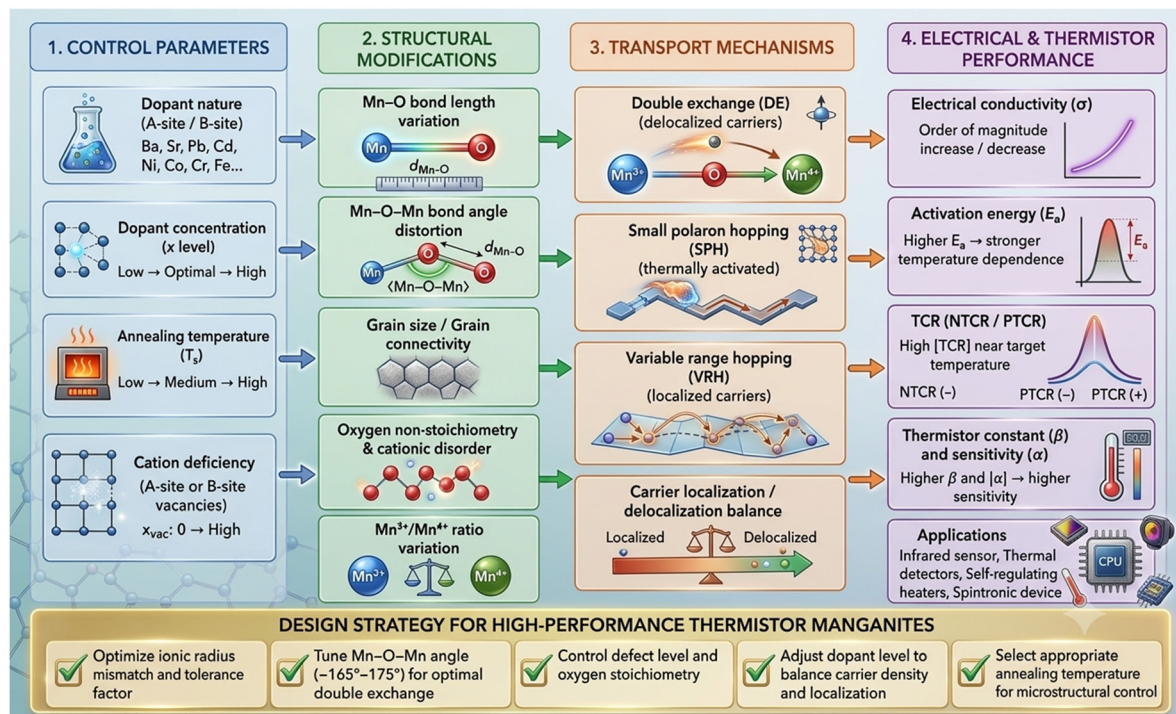 1. CONTROL PARAMETERS
Dopant nature
(A-site / B-site)
Ba, Sr, Pb, Cd,
Ni, Co, Cr, Fe...
Dopant concentration
(x level)
Low → Optimal → High
Annealing temperature
(Tₛ)
Low → Medium → High
Cation deficiency
(A-site or B-site
vacancies)
xᵥₐ꜀: 0 → High
2. STRUCTURAL
MODIFICATIONS
Mn–O bond length
variation
Mn
O
d Mn-O
Mn–O–Mn bond angle
distortion
d Mn-O
Mn
O
O
⟨Mn–O–Mn⟩
Grain size / Grain
connectivity
Oxygen non-stoichiometry
& cationic disorder
Mn³⁺/Mn⁴⁺ ratio
variation
Mn³⁺
Mn⁴⁺
3. TRANSPORT MECHANISMS
Double exchange (DE)
(delocalized carriers)
Mn³⁺
O
Mn⁴⁺
Small polaron hopping
(SPH)
(thermally activated)
Variable range hopping
(VRH)
(localized carriers)
Carrier localization /
delocalization balance
Localized
Delocalized
4. ELECTRICAL & THERMISTOR
PERFORMANCE
Electrical conductivity (σ)
Order of magnitude
increase / decrease
Activation energy (Eₐ)
Higher Eₐ → stronger
temperature dependence
Eₐ
TCR (NTCR / PTCR)
High [TCR] near target
temperature
NTCR (–)
PTCR (–)
PTCR (+)
Thermistor constant (β)
and sensitivity (α)
Higher β and |α| → higher
sensitivity
Applications
Infrared sensor, Thermal
detectors, Self-regulating
heaters, Spintronic device
CPU
DESIGN STRATEGY FOR HIGH-PERFORMANCE THERMISTOR MANGANITES
Optimize ionic radius
mismatch and tolerance
factor
Tune Mn–O–Mn angle
(–165°–175°) for optimal
double exchange
Control defect level and
oxygen stoichiometry
Adjust dopant level to
balance carrier density
and localization
Select appropriate
annealing temperature
for microstructural control